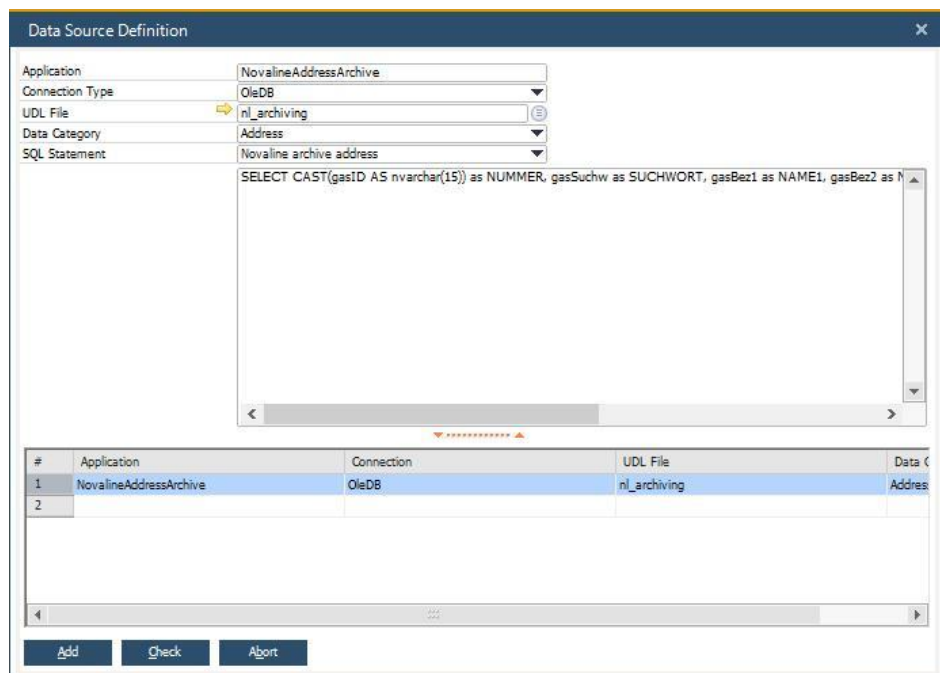 Data Source Definition
Application NovalineAddressArchive
Connection Type OleDB
UDL File nl_archiving
Data Category Address
SQL Statement Novaline archive address
SELECT CAST(gasID AS nvarchar(15)) as NUMMER, gasSuchw as SUCHWORT, gasBez1 as NAME1, gasBez2 as
# Application Connection UDL File Data
1 NovalineAddressArchive OleDB nl_archiving Addres
2
Add Check Abort